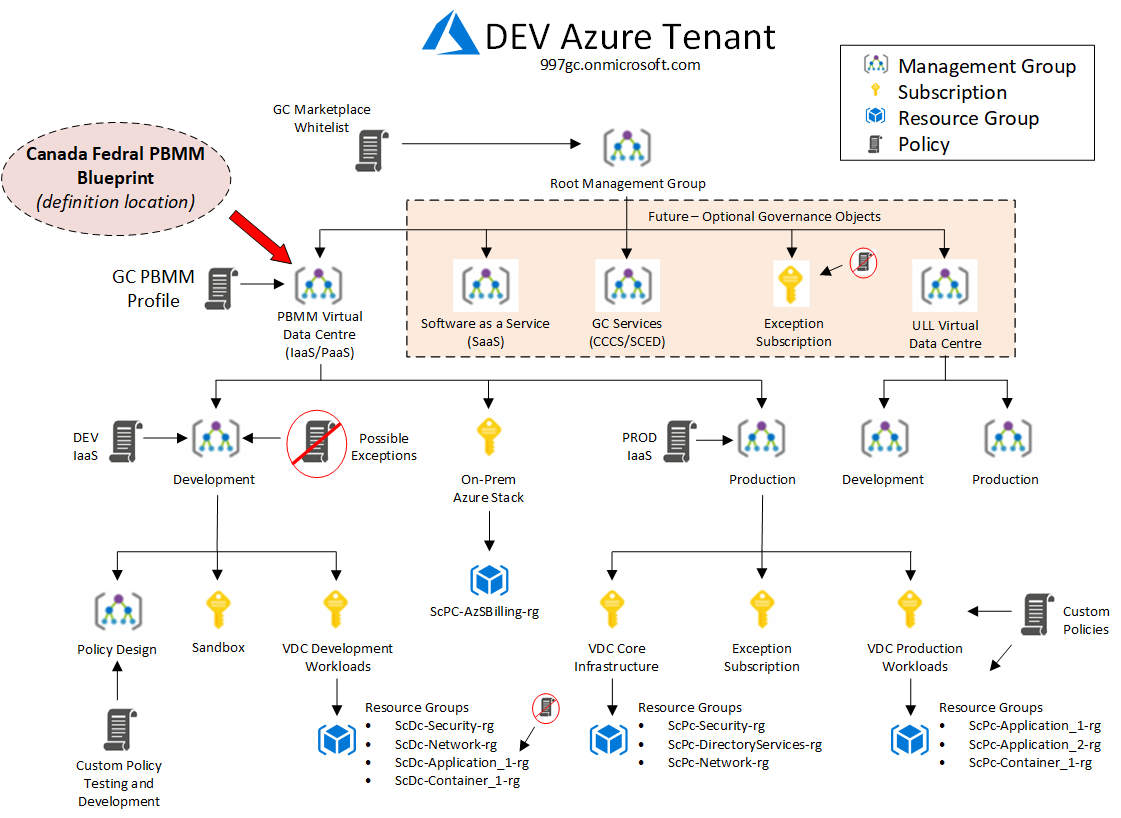 DEV Azure Tenant
997gc.onmicrosoft.com
Management Group
Subscription
Resource Group
Policy
GC Marketplace
Whitelist
Canada Fedral PBMM
Blueprint
(definition location)
Root Management Group
Future – Optional Governance Objects
GC PBMM
Profile
PBMM Virtual
Data Centre
(IaaS/PaaS)
Software as a Service
(SaaS)
GC Services
(CCCS/SCED)
Exception
Subscription
ULL Virtual
Data Centre
DEV
IaaS
Development
Possible
Exceptions
On-Prem
Azure Stack
PROD
IaaS
Production
Development
Production
ScPC-AzSBilling-rg
Policy Design
Sandbox
VDC Development
Workloads
VDC Core
Infrastructure
Exception
Subscription
VDC Production
Workloads
Custom
Policies
Custom Policy
Testing and
Development
Resource Groups
• ScDc-Security-rg
• ScDc-Network-rg
• ScDc-Application_1-rg
• ScDc-Container_1-rg
Resource Groups
• ScPc-Security-rg
• ScPc-DirectoryServices-rg
• ScPc-Network-rg
Resource Groups
• ScPc-Application_1-rg
• ScPc-Application_2-rg
• ScPc-Container_1-rg